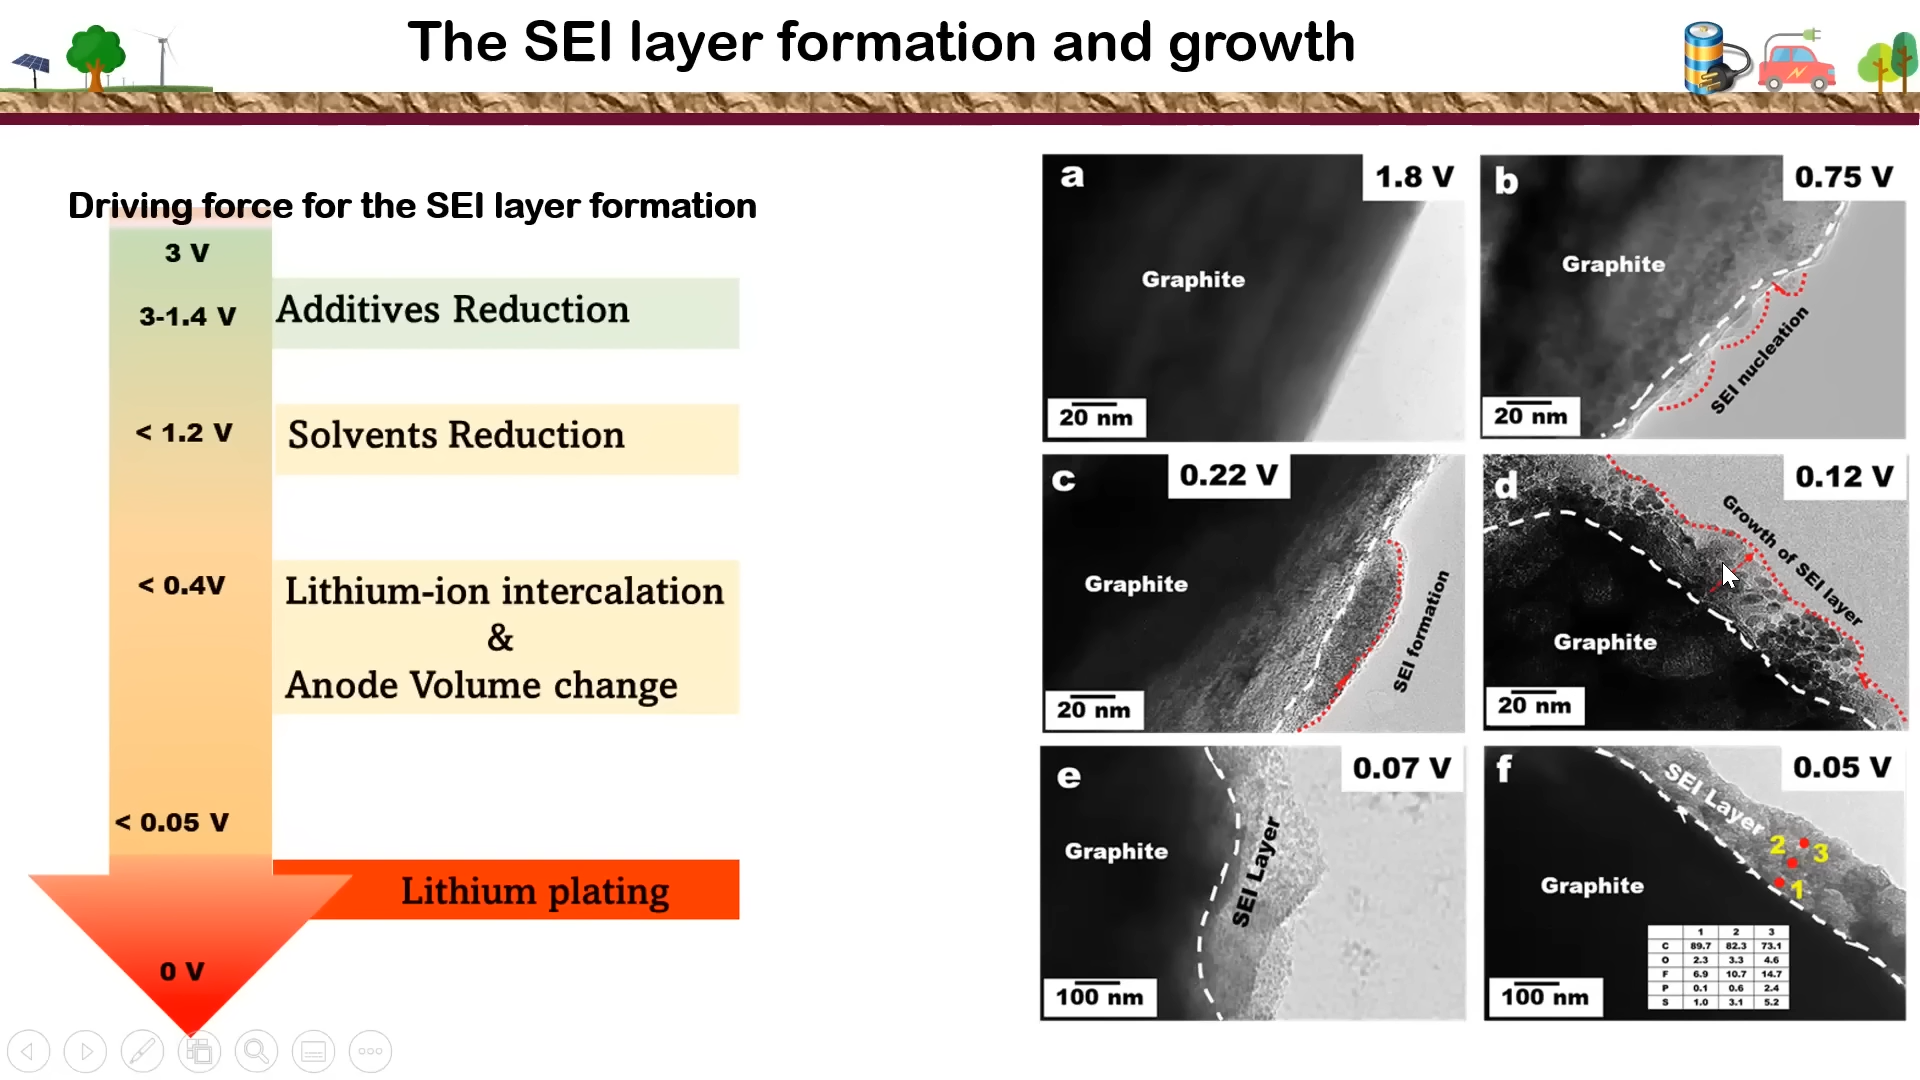 The SEI layer formation and growth
Driving force for the SEI layer formation
3 V
3-1.4 V
Additives Reduction
< 1.2 V
Solvents Reduction
< 0.4V
Lithium-ion intercalation
&
Anode Volume change
< 0.05 V
Lithium plating
0 V
a
1.8 V
Graphite
20 nm
b
0.75 V
Graphite
SEI nucleation
20 nm
c
0.22 V
Graphite
SEI formation
20 nm
d
0.12 V
Growth of SEI layer
Graphite
20 nm
e
0.07 V
Graphite
SEI Layer
100 nm
f
0.05 V
SEI Layer
2
3
1
Graphite
100 nm
1 2 3
C 89.7 82.3 73.1
O 2.3 3.3 4.6
F 6.9 10.7 14.7
P 0.1 0.6 2.4
S 1.0 3.1 5.2